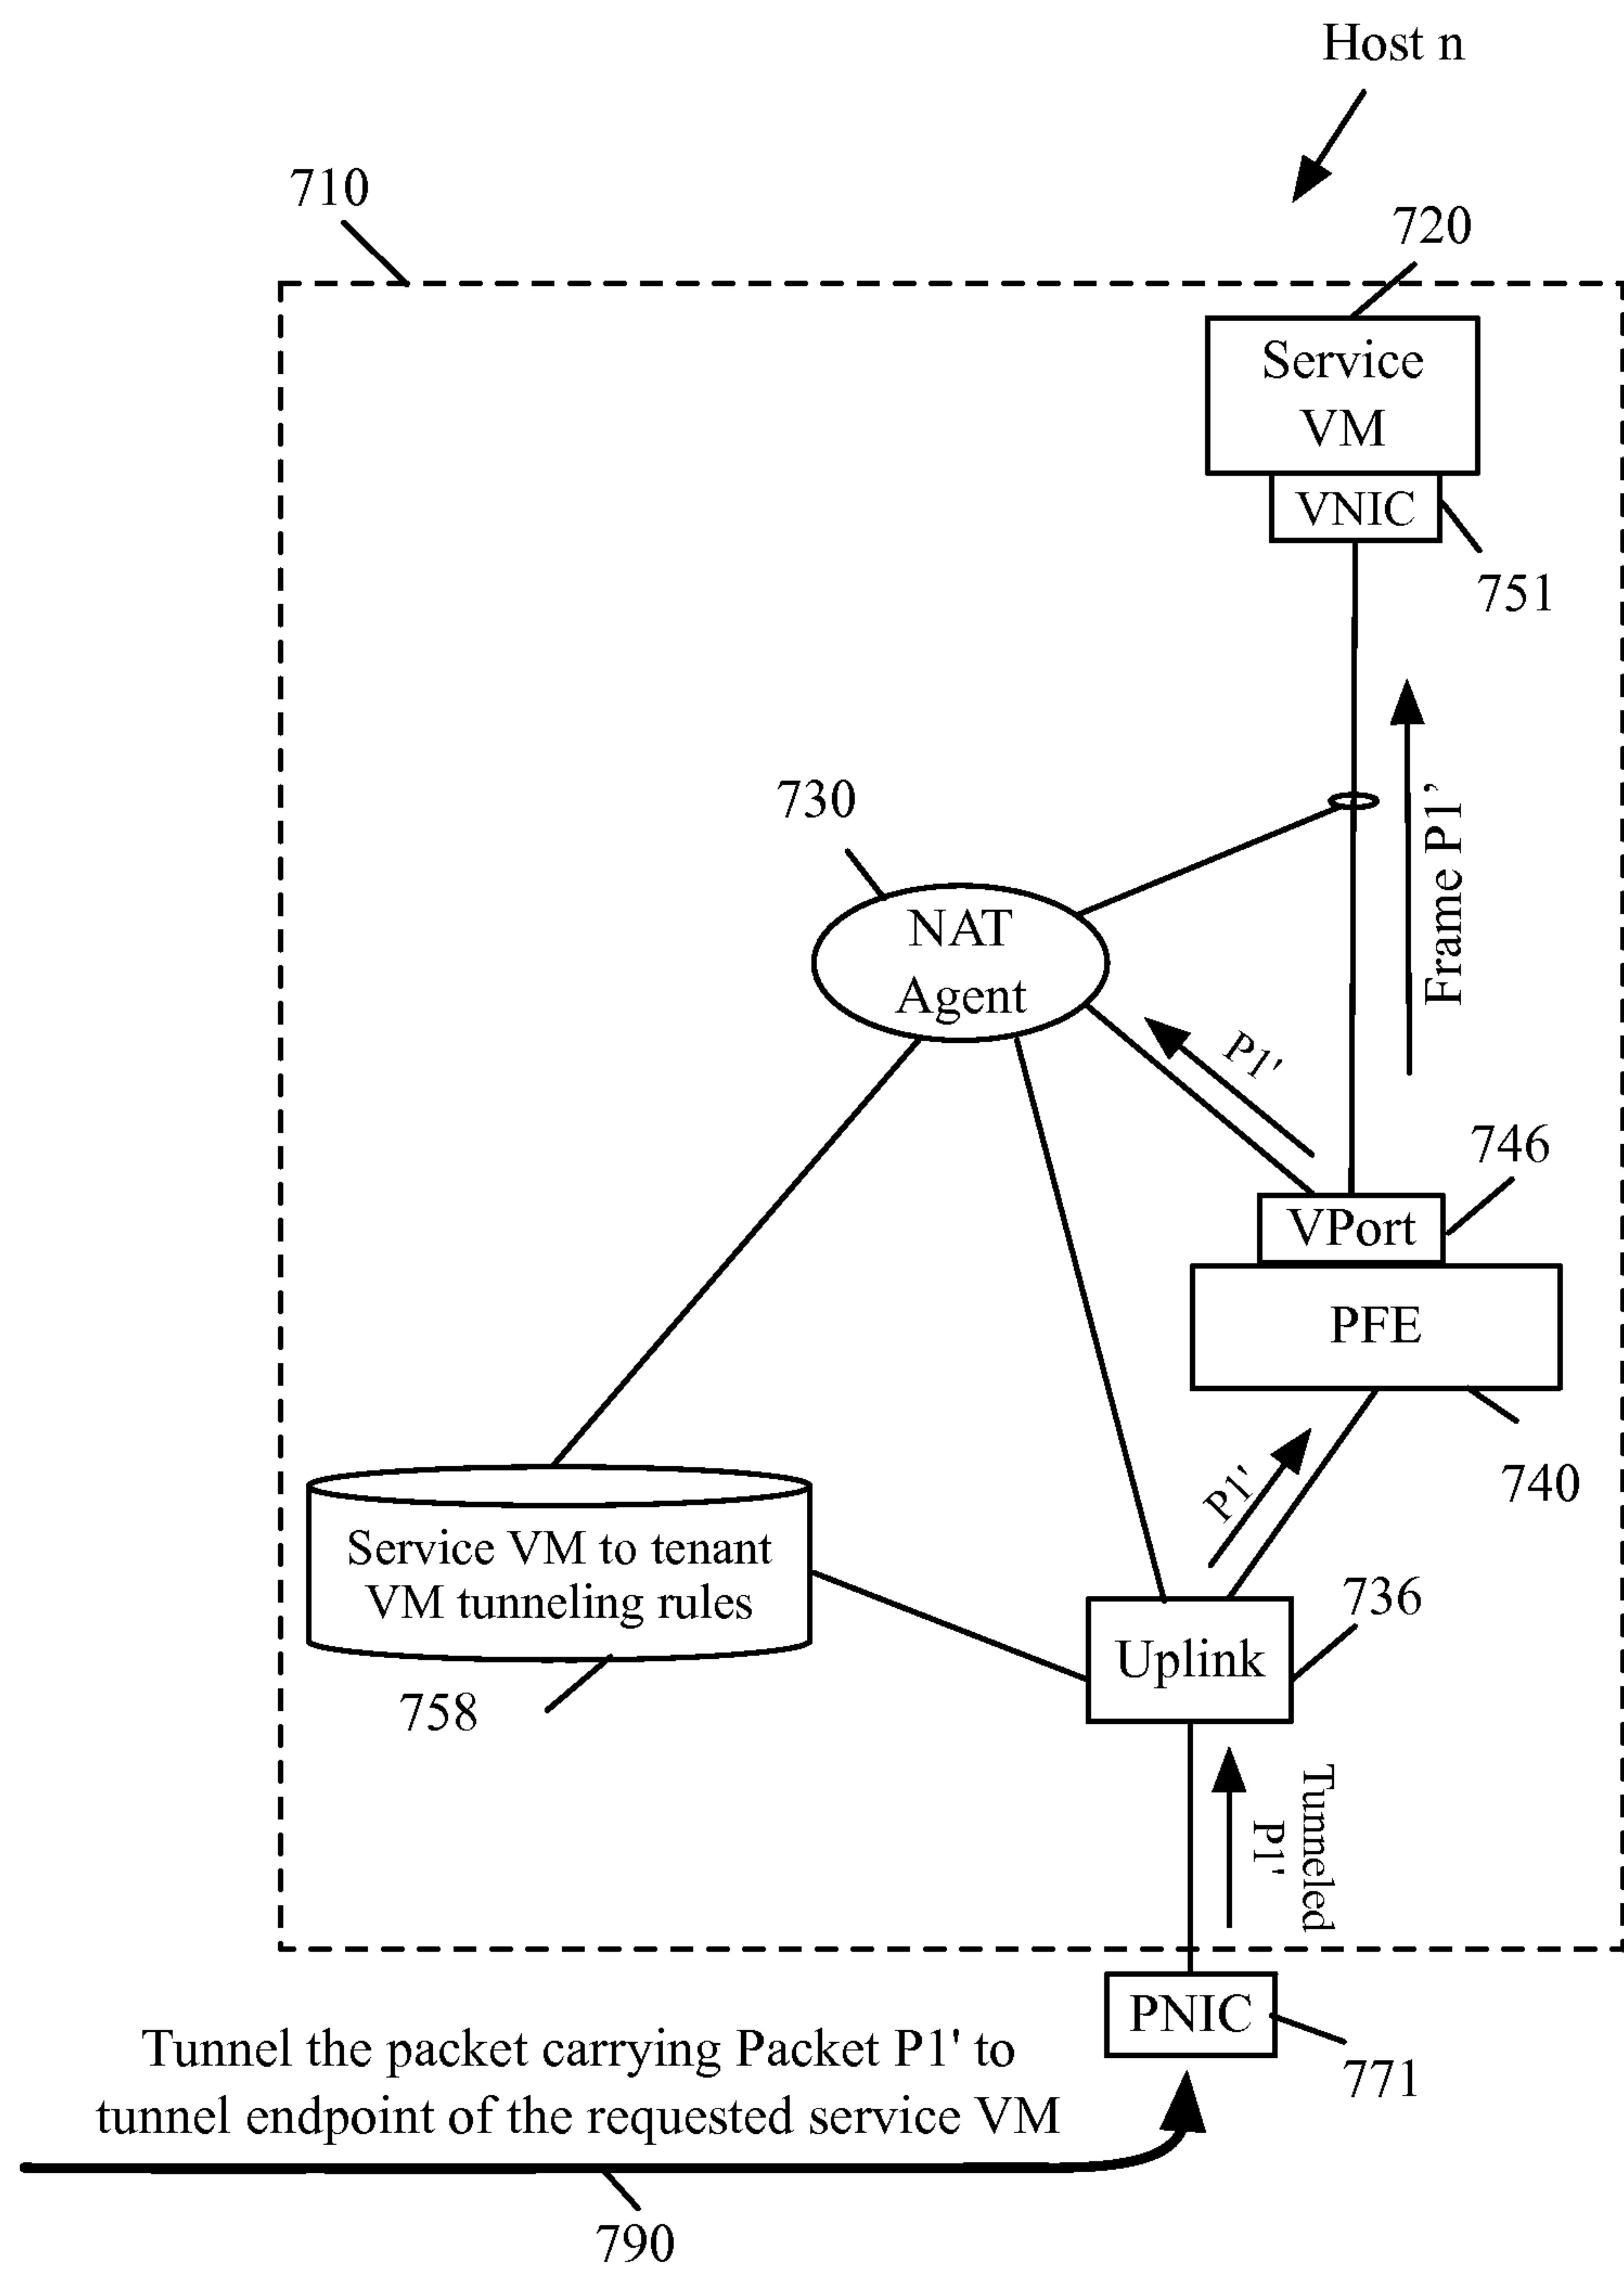 Host n
710
720
Service
VM
VNIC
751
730
NAT
Agent
Frame P1’
P1'
746
VPort
PFE
740
P1'
Service VM to tenant
VM tunneling rules
758
736
Uplink
Tunneled
P1'
PNIC
771
Tunnel the packet carrying Packet P1' to
tunnel endpoint of the requested service VM
790